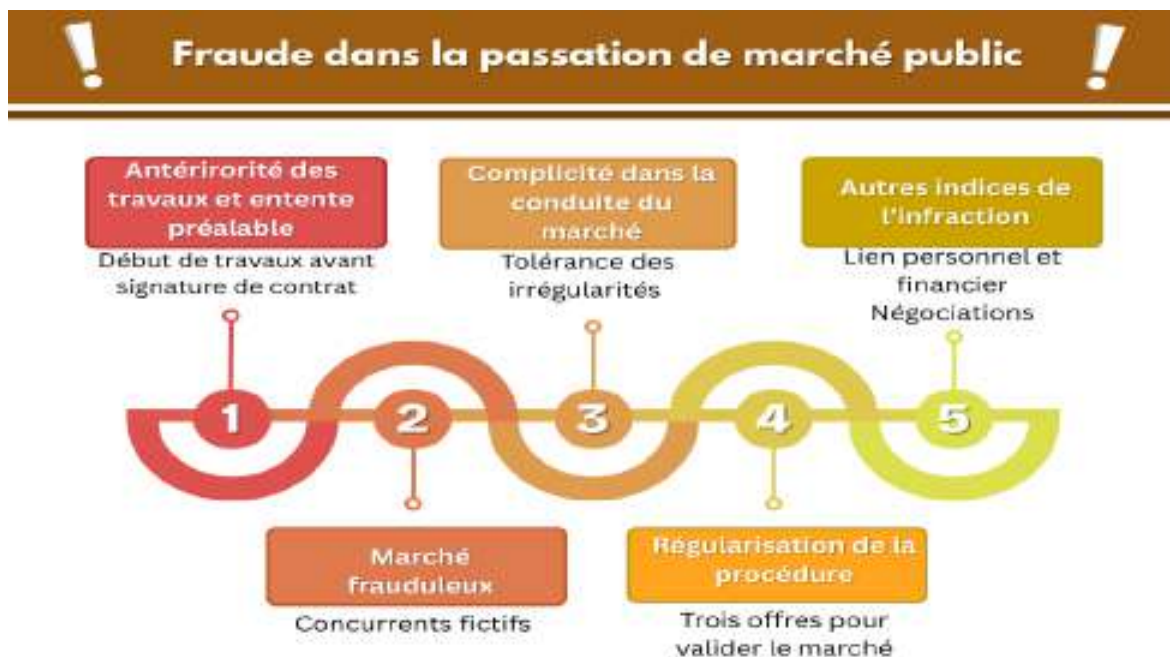 ! Fraude dans la passation de marché public !
Antérirorité des
travaux et entente
préalable
Début de travaux avant
signature de contrat
Complicité dans la
conduite du
marché
Tolérance des
irrégularités
Autres indices de
l'infraction
Lien personnel et
financier
Négociations
1
2
3
4
5
Marché
frauduleux
Concurrents fictifs
Régularisation de la
procédure
Trois offres pour
valider le marché